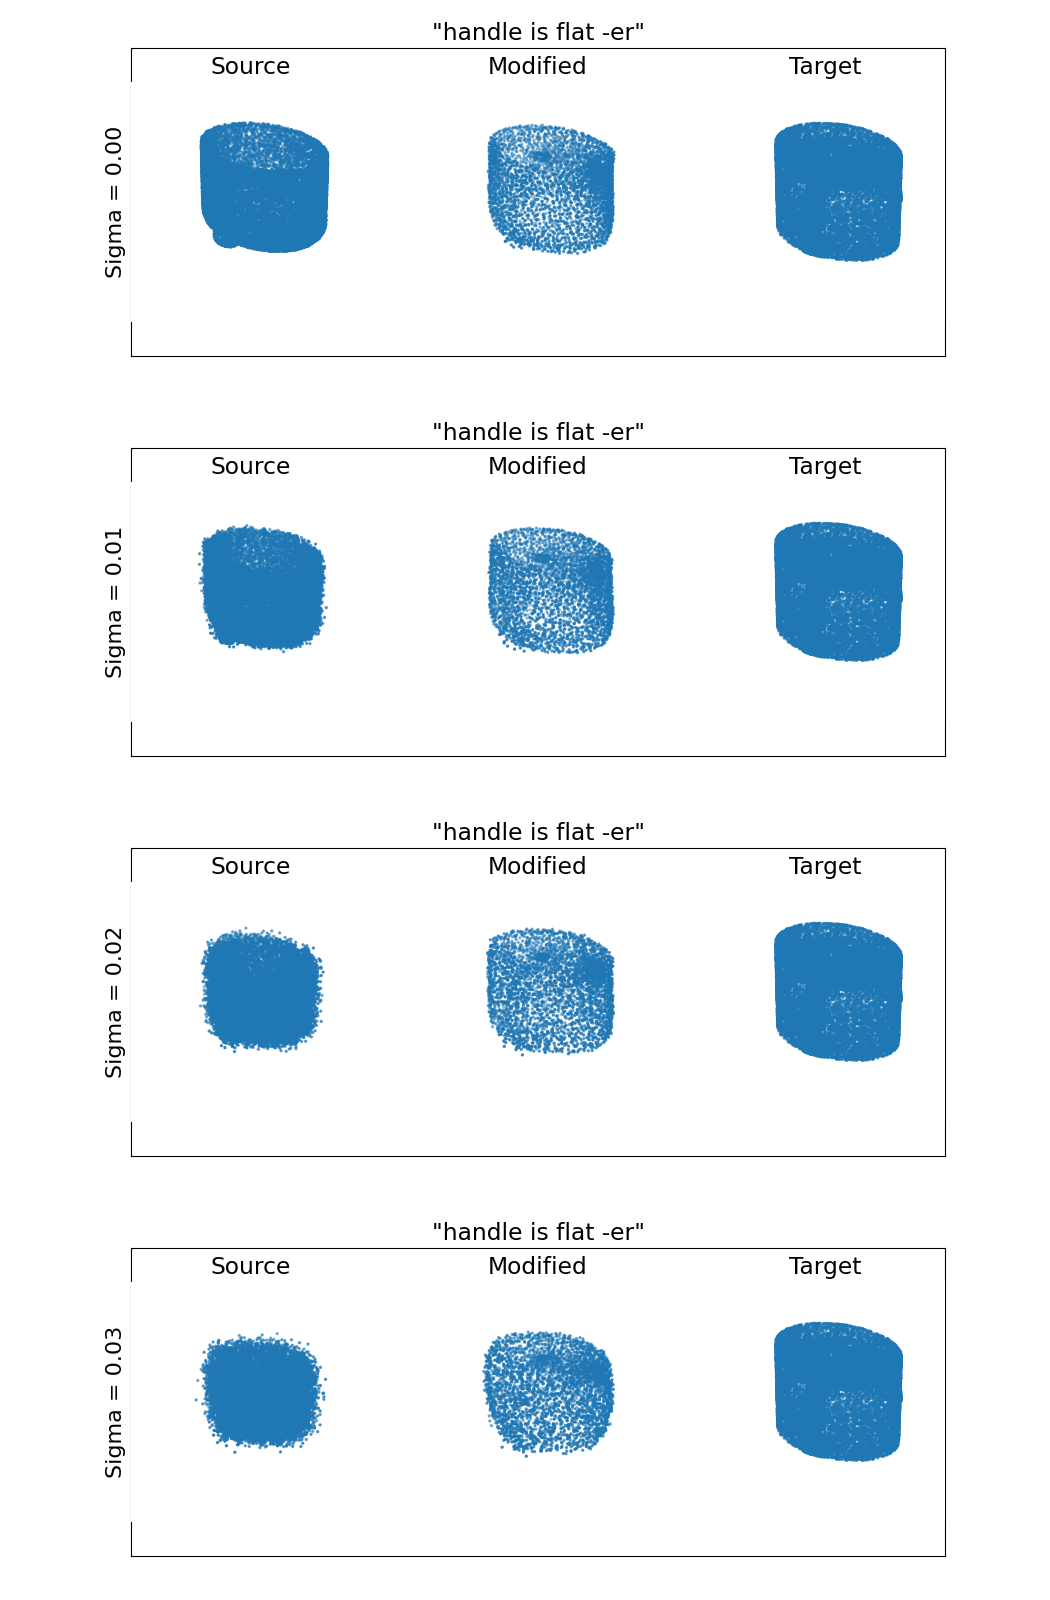 "handle is flat -er"
Source Modified Target
Sigma = 0.00
"handle is flat -er"
Source Modified Target
Sigma = 0.01
"handle is flat -er"
Source Modified Target
Sigma = 0.02
"handle is flat -er"
Source Modified Target
Sigma = 0.03